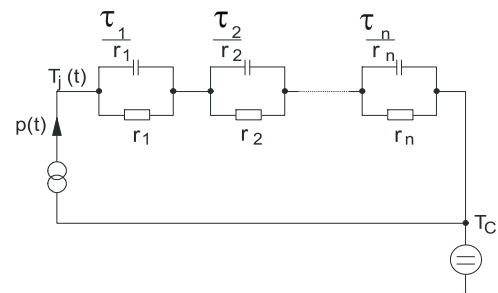 τ1 τ2 τn
r1 r2 rn
Tj (t)
p(t)
r1 r2 rn
TC